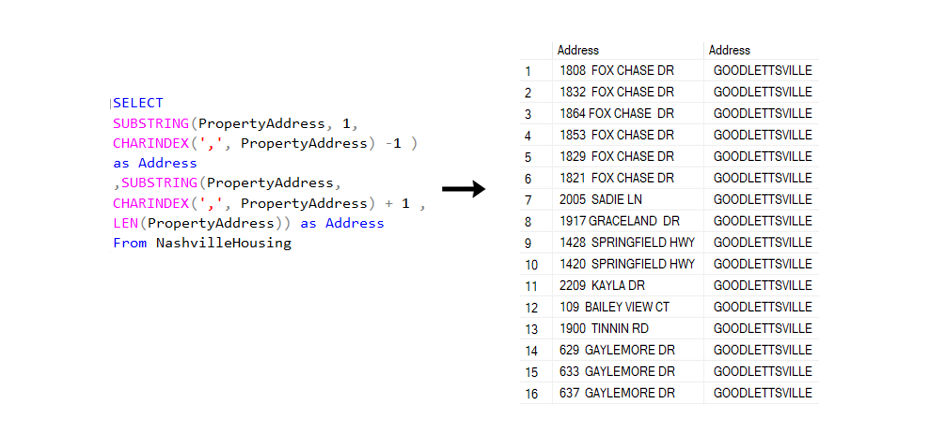 SELECT
SUBSTRING(PropertyAddress, 1,
CHARINDEX(',', PropertyAddress) -1 )
as Address
,SUBSTRING(PropertyAddress,
CHARINDEX(',', PropertyAddress) + 1 ,
LEN(PropertyAddress)) as Address
From NashvilleHousing
Address Address
1 1808 FOX CHASE DR GOODLETTSVILLE
2 1832 FOX CHASE DR GOODLETTSVILLE
3 1864 FOX CHASE DR GOODLETTSVILLE
4 1853 FOX CHASE DR GOODLETTSVILLE
5 1829 FOX CHASE DR GOODLETTSVILLE
6 1821 FOX CHASE DR GOODLETTSVILLE
7 2005 SADIE LN GOODLETTSVILLE
8 1917 GRACELAND DR GOODLETTSVILLE
9 1428 SPRINGFIELD HWY GOODLETTSVILLE
10 1420 SPRINGFIELD HWY GOODLETTSVILLE
11 2209 KAYLA DR GOODLETTSVILLE
12 109 BAILEY VIEW CT GOODLETTSVILLE
13 1900 TINNIN RD GOODLETTSVILLE
14 629 GAYLEMORE DR GOODLETTSVILLE
15 633 GAYLEMORE DR GOODLETTSVILLE
16 637 GAYLEMORE DR GOODLETTSVILLE